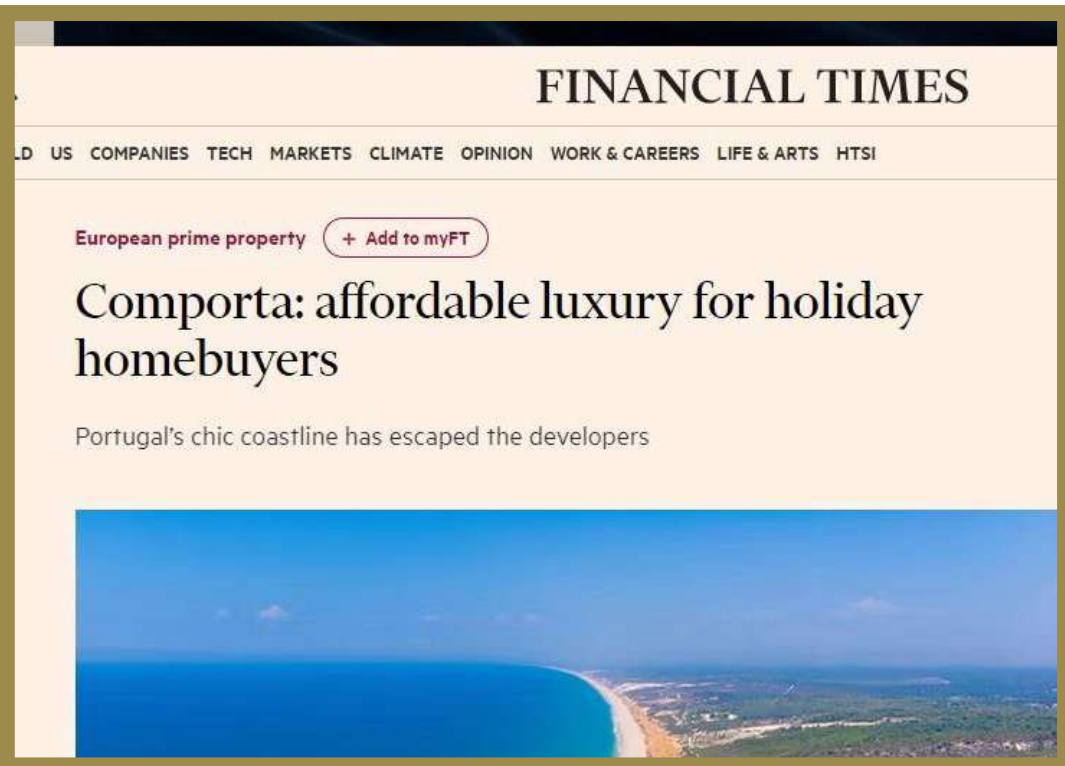 FINANCIAL TIMES
US COMPANIES TECH MARKETS CLIMATE OPINION WORK & CAREERS LIFE & ARTS HTSI
European prime property + Add to myFT
Comporta: affordable luxury for holiday
homebuyers
Portugal's chic coastline has escaped the developers